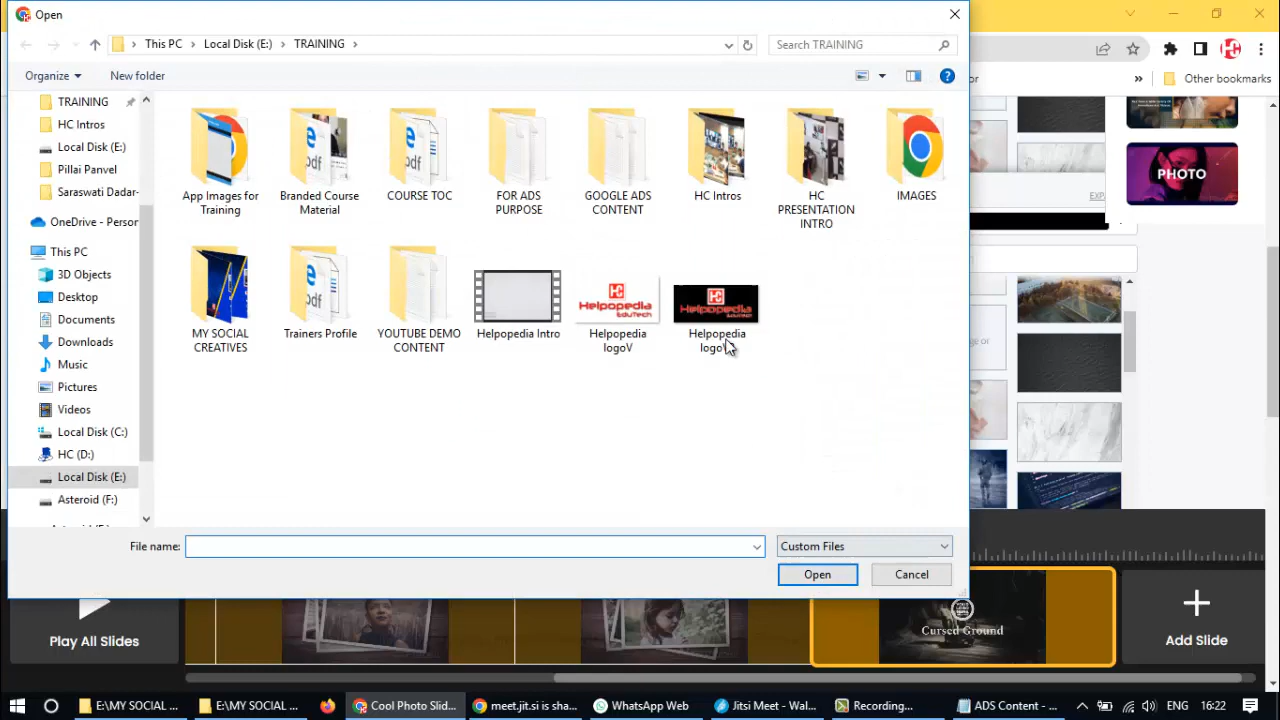 Open
This PC
Local Disk (E:)
TRAINING
Search TRAINING
Organize
New folder
Other bookmarks
TRAINING
HC Intros
Local Disk (E:)
Pillai Panvel
Saraswati Dadar-
OneDrive - Person
This PC
3D Objects
Desktop
Documents
Downloads
Music
Pictures
Videos
Local Disk (C:)
HC (D:)
Local Disk (E:)
Asteroid (F:)
App Images for
Training
Branded Course
Material
COURSE TOC
FOR ADS
PURPOSE
GOOGLE ADS
CONTENT
HC Intros
HC
PRESENTATION
INTRO
IMAGES
MY SOCIAL
CREATIVES
Trainers Profile
YOUTUBE DEMO
CONTENT
Helpopedia Intro
Helpopedia
EduTech
Helpopedia
logoV
Helpopedia
EduTech
Helpopedia
PHOTO
EXP
ge or
File name:
Custom Files
Open
Cancel
Play All Slides
Cursed Ground
Add Slide
E:\MY SOCIAL ...
E:\MY SOCIAL ...
Cool Photo Slid...
meet.jit.si is sha...
WhatsApp Web
Jitsi Meet - Wal...
Recording...
ADS Content - ...
ENG
16:22